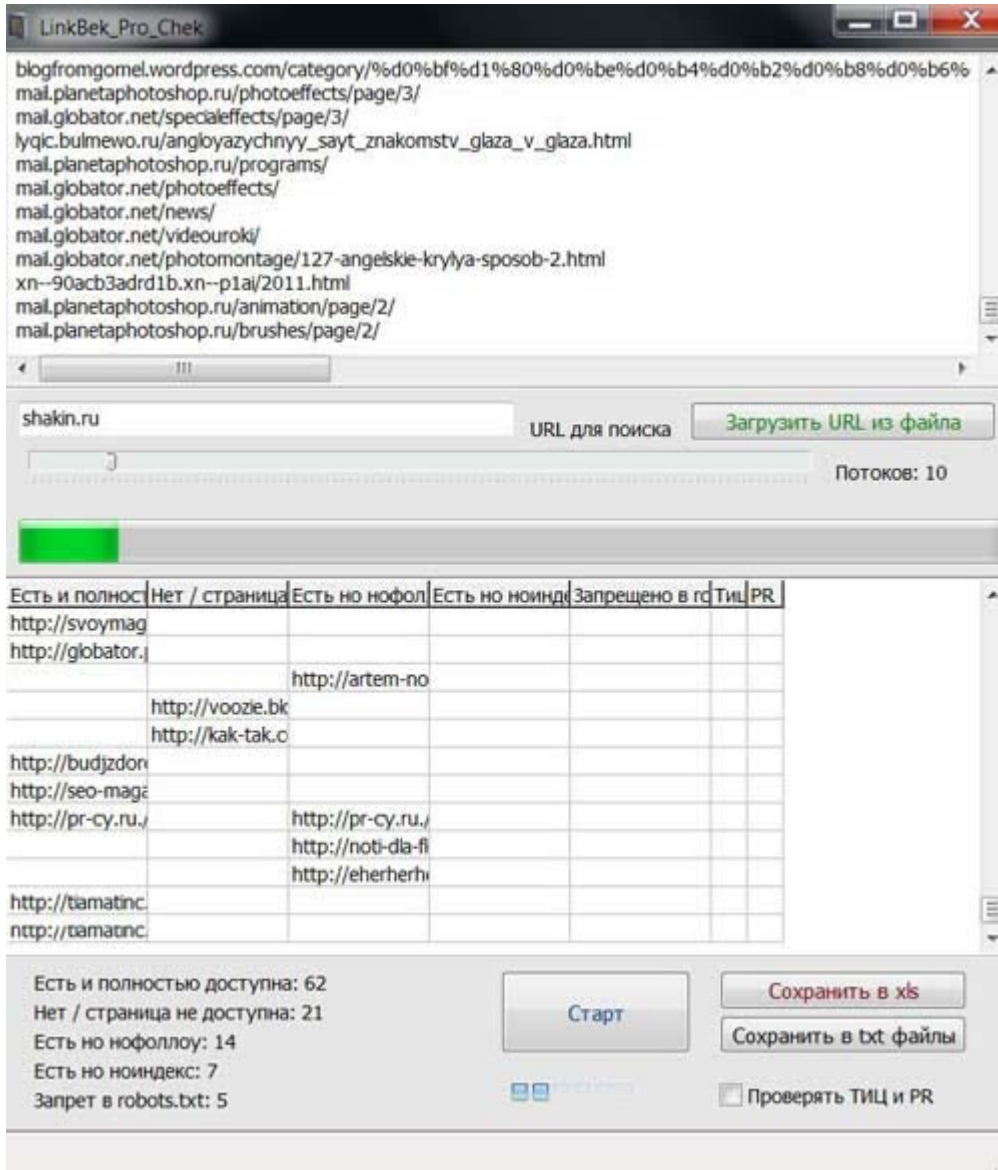 LinkBek_Pro_Chek
blogfromgomel.wordpress.com/category/%d0%bf%d1%80%d0%be%d0%b4%d0%b2%d0%b8%d0%b6%
mail.planetaphotoshop.ru/photoeffects/page/3/
mail.globator.net/specialeffects/page/3/
lyqic.bulmewo.ru/angloyazychnyy_sayt_znakomstv_glaza_v_glaza.html
mail.planetaphotoshop.ru/programs/
mail.globator.net/photoeffects/
mail.globator.net/news/
mail.globator.net/videouroki/
mail.globator.net/photomontage/127-angelskie-krylya-sposob-2.html
xn--90acb3adrd1b.xn--p1ai/2011.html
mail.planetaphotoshop.ru/animation/page/2/
mail.planetaphotoshop.ru/brushes/page/2/
shakin.ru URL для поиска Загрузить URL из файла
Потоков: 10
Есть и полност Нет / страница Есть но нофол Есть но ноинде Запрещено в ro Тиц PR
http://svoymag
http://globator.
http://artem-no
http://voozie.bk
http://kak-tak.c
http://budjzdor
http://seo-maga
http://pr-cy.ru./ http://pr-cy.ru./
http://noti-dla-fl
http://eherherh
http://tiamatinc.
http://tiamatinc.
Есть и полностью доступна: 62
Нет / страница не доступна: 21
Есть но нофоллоу: 14
Есть но ноиндекс: 7
Запрет в robots.txt: 5
Старт
Сохранить в xls
Сохранить в txt файлы
Проверять ТИЦ и PR